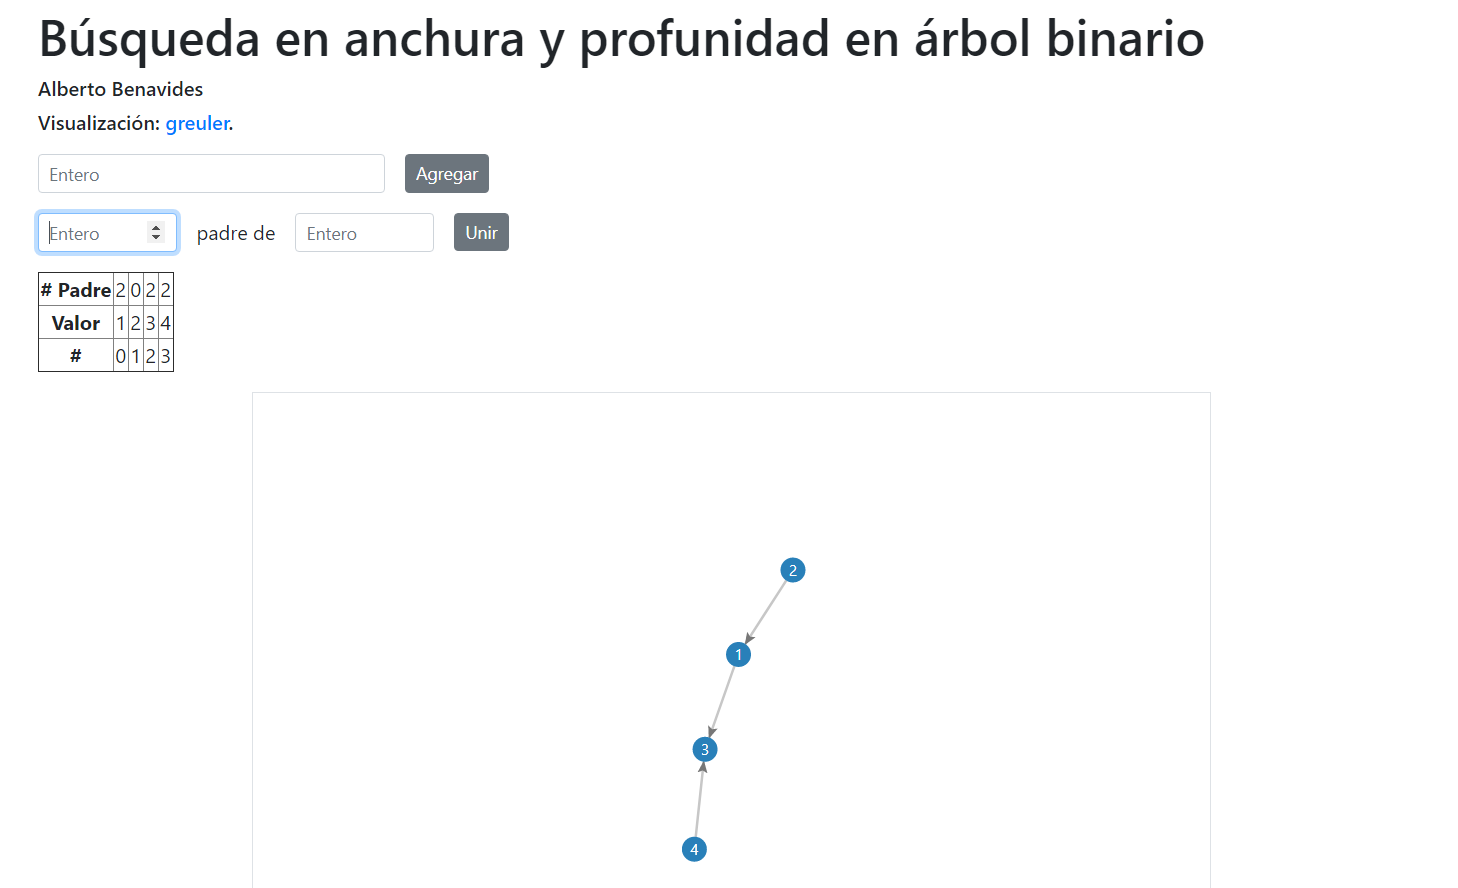 Búsqueda en anchura y profunidad en árbol binario
Alberto Benavides
Visualización: greuler.
Entero Agregar
Entero padre de Entero Unir
# Padre 2 0 2 2
Valor 1 2 3 4
# 0 1 2 3
2
1
3
4